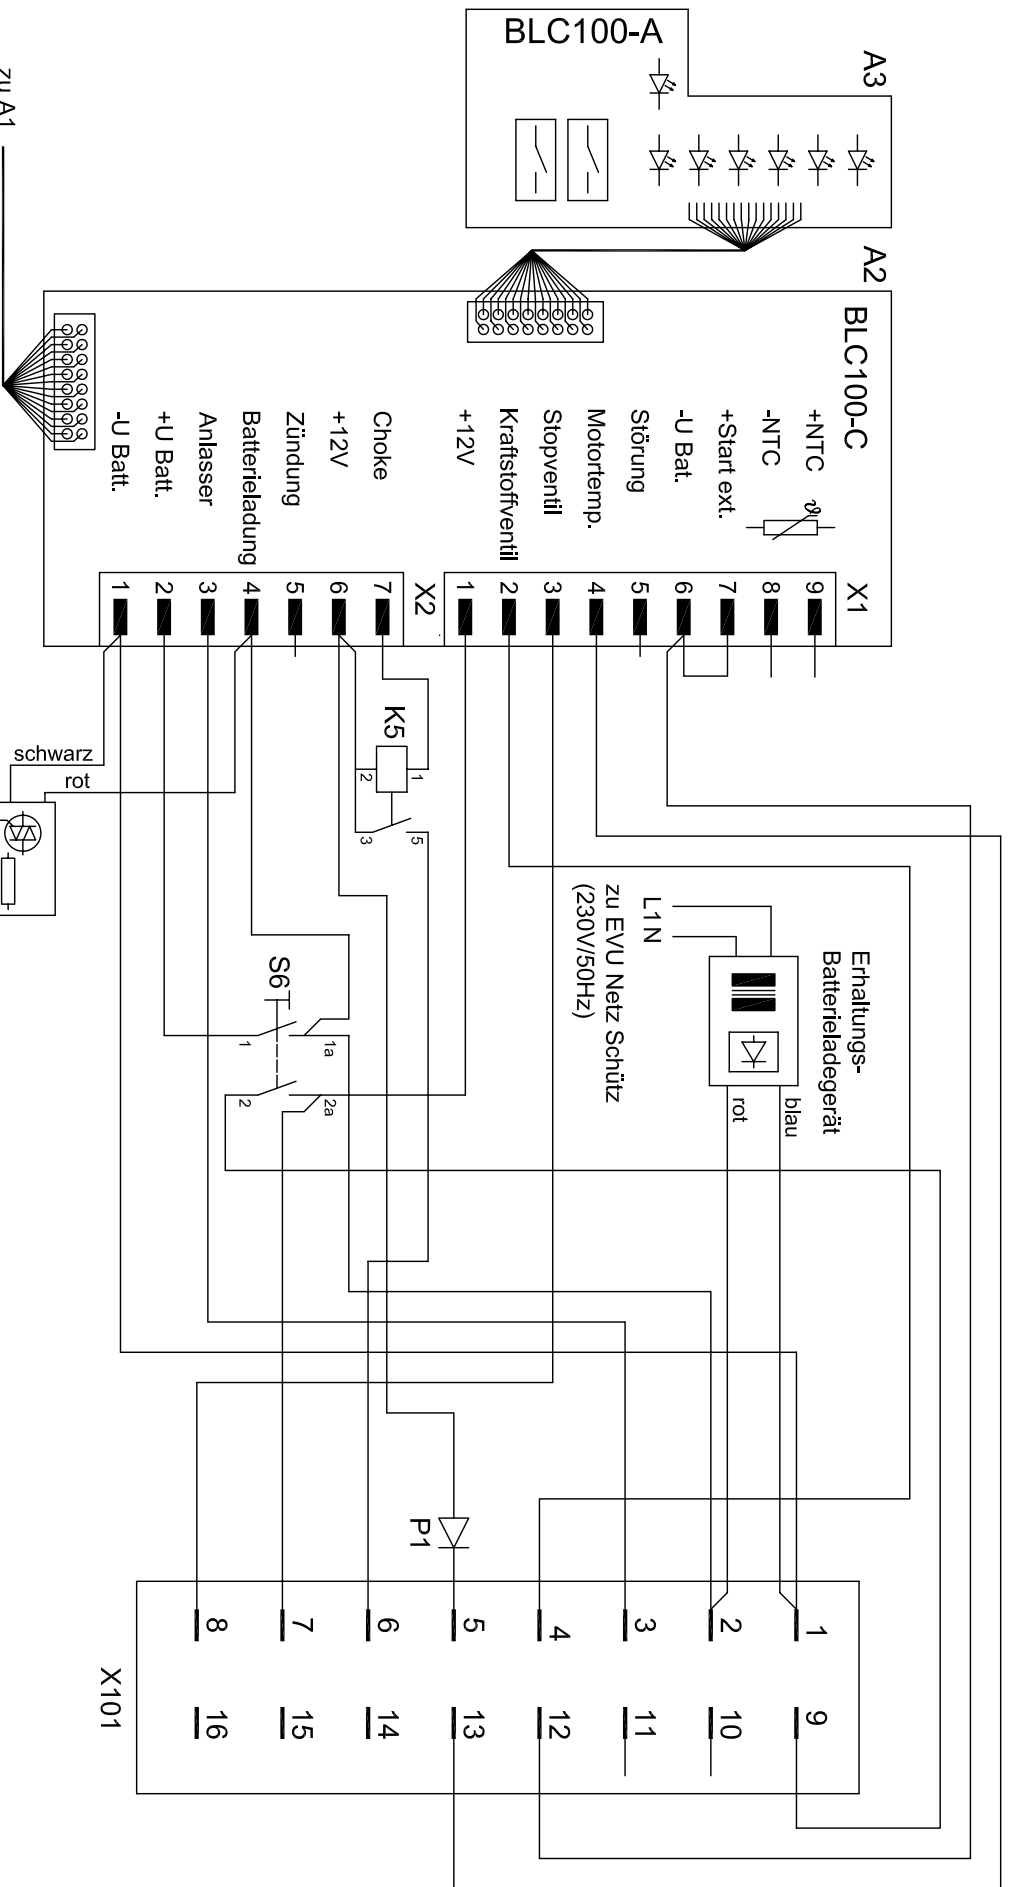 BLC100-A
A3
zu A1
A2
BLC100-C
+NTC
-NTC
+Start ext.
-U Bat.
Störung
Motortemp.
Stopventil
Kraftstoffventil
+12V
Choke
+12V
Zündung
Batterieladung
Anlasser
+U Batt.
-U Batt.
ϑ
X1
9
8
7
6
5
4
3
2
1
X2
7
6
5
4
3
2
1
schwarz
rot
K5
1
2
3
5
Erhaltungs-
Batterieladegerät
L1 N
zu EVU Netz Schütz
(230V/50Hz)
blau
rot
S6
1
1a
2
2a
P1
1
2
3
4
5
6
7
8
9
10
11
12
13
14
15
16
X101